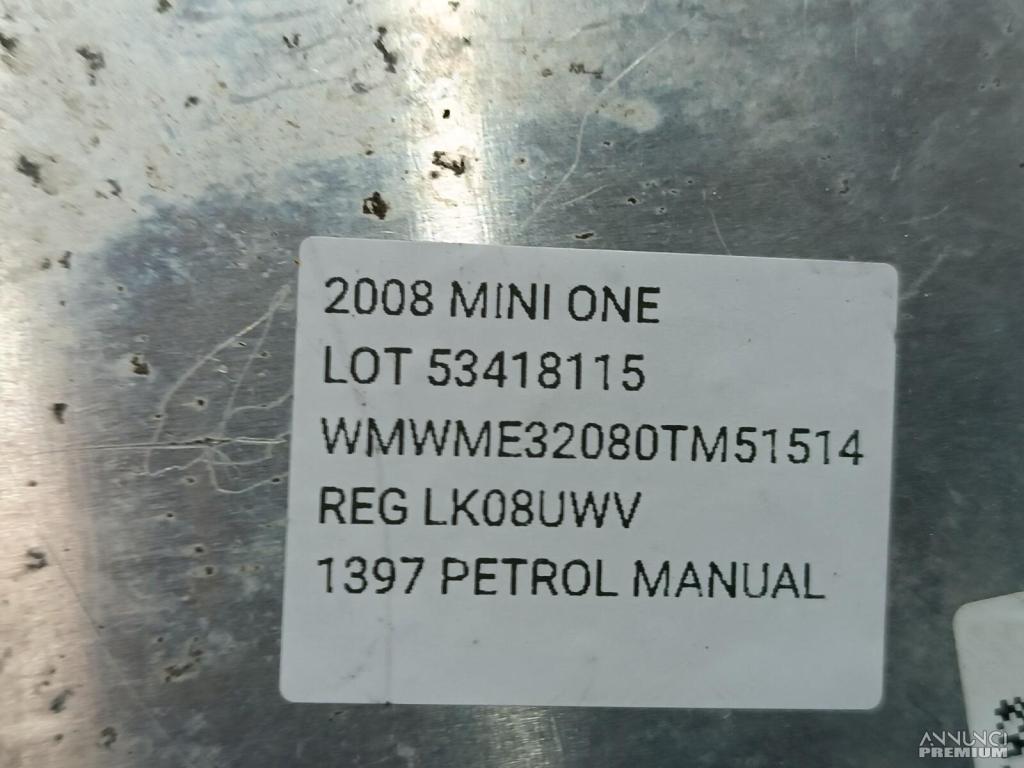 2008 MINI ONE
LOT 53418115
WMWME32080TM51514
REG LK08UWV
1397 PETROL MANUAL
ANNUNCI
PREMIUM